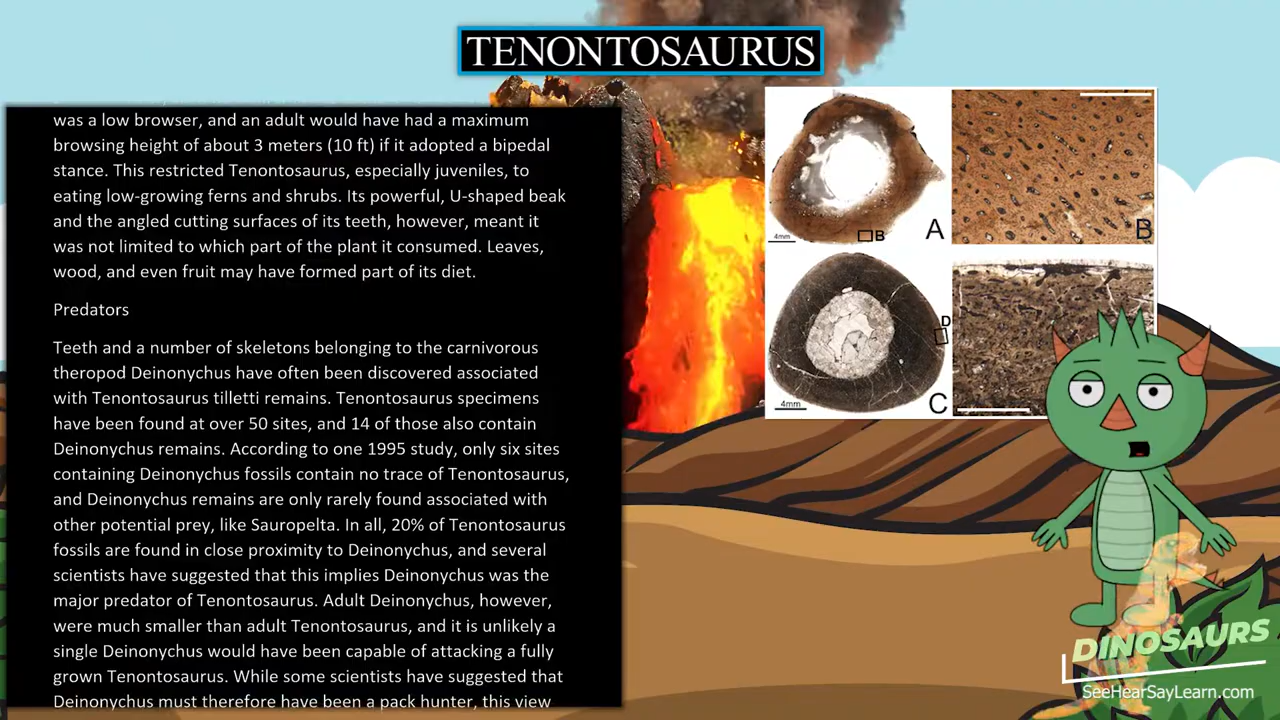 TENONTOSAURUS
was a low browser, and an adult would have had a maximum
browsing height of about 3 meters (10 ft) if it adopted a bipedal
stance. This restricted Tenontosaurus, especially juveniles, to
eating low-growing ferns and shrubs. Its powerful, U-shaped beak
and the angled cutting surfaces of its teeth, however, meant it
was not limited to which part of the plant it consumed. Leaves,
wood, and even fruit may have formed part of its diet.
Predators
Teeth and a number of skeletons belonging to the carnivorous
theropod Deinonychus have often been discovered associated
with Tenontosaurus tilletti remains. Tenontosaurus specimens
have been found at over 50 sites, and 14 of those also contain
Deinonychus remains. According to one 1995 study, only six sites
containing Deinonychus fossils contain no trace of Tenontosaurus,
and Deinonychus remains are only rarely found associated with
other potential prey, like Sauropelta. In all, 20% of Tenontosaurus
fossils are found in close proximity to Deinonychus, and several
scientists have suggested that this implies Deinonychus was the
major predator of Tenontosaurus. Adult Deinonychus, however,
were much smaller than adult Tenontosaurus, and it is unlikely a
single Deinonychus would have been capable of attacking a fully
grown Tenontosaurus. While some scientists have suggested that
Deinonychus must therefore have been a pack hunter, this view
4mm
B
A
B
D
4mm
C
DINOSAURS
SeeHearSayLearn.com